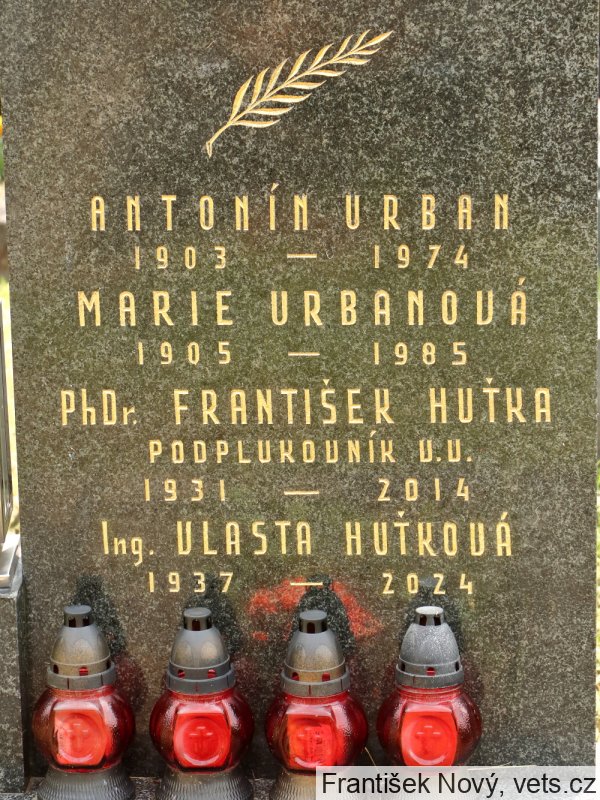 ANTONÍN URBAN
1903 — 1974
MARIE URBANOVÁ
1905 — 1985
PhDr. FRANTIŠEK HUŤKA
PODPLUKOVNÍK V.V.
1931 — 2014
Ing. VLASTA HUŤKOVÁ
1937 — 2024
František Nový, vets.cz